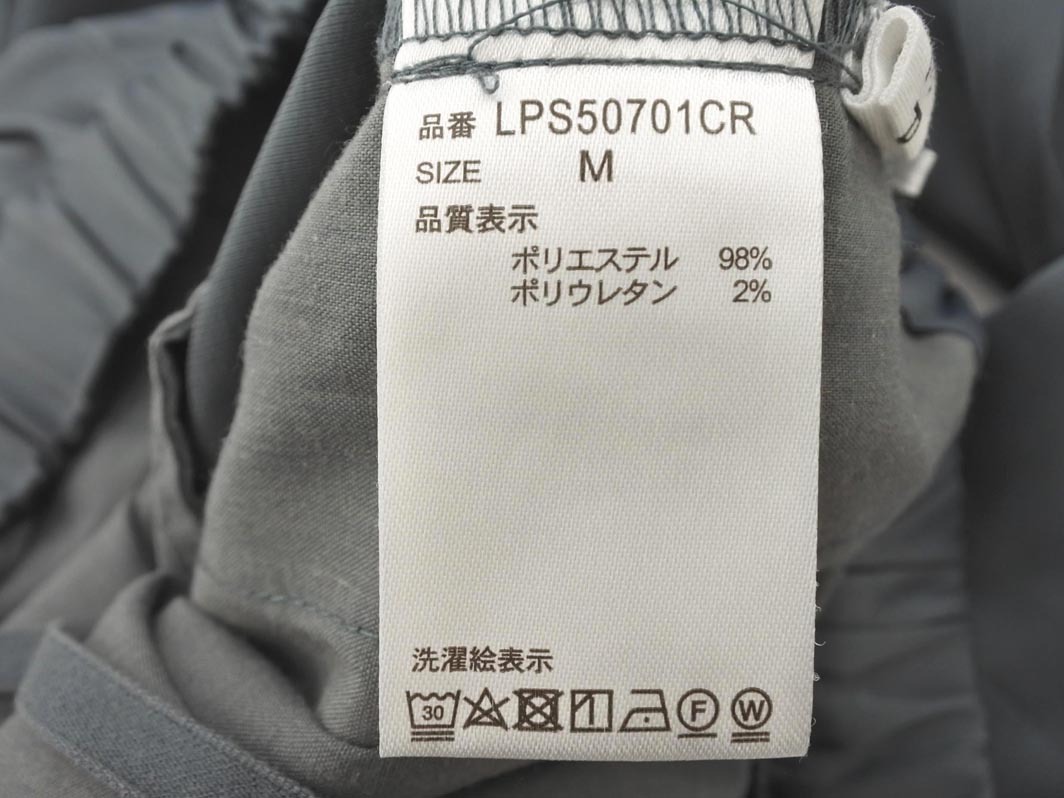 品番 LPS50701CR
SIZE M
品質表示
ポリエステル 98%
ポリウレタン 2%
洗濯絵表示
30 F W